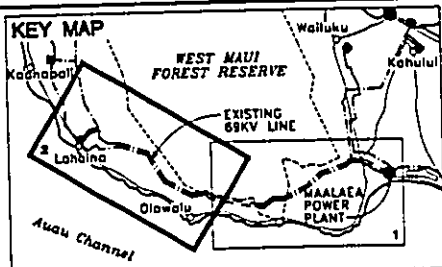 KEY MAP
Wailuku
WEST MAUI
FOREST RESERVE
Kahului
Kaanapali
EXISTING
69KV LINE
2
Lahaina
MAALAEA
POWER
PLANT
Olowalu
1
Auau Channel